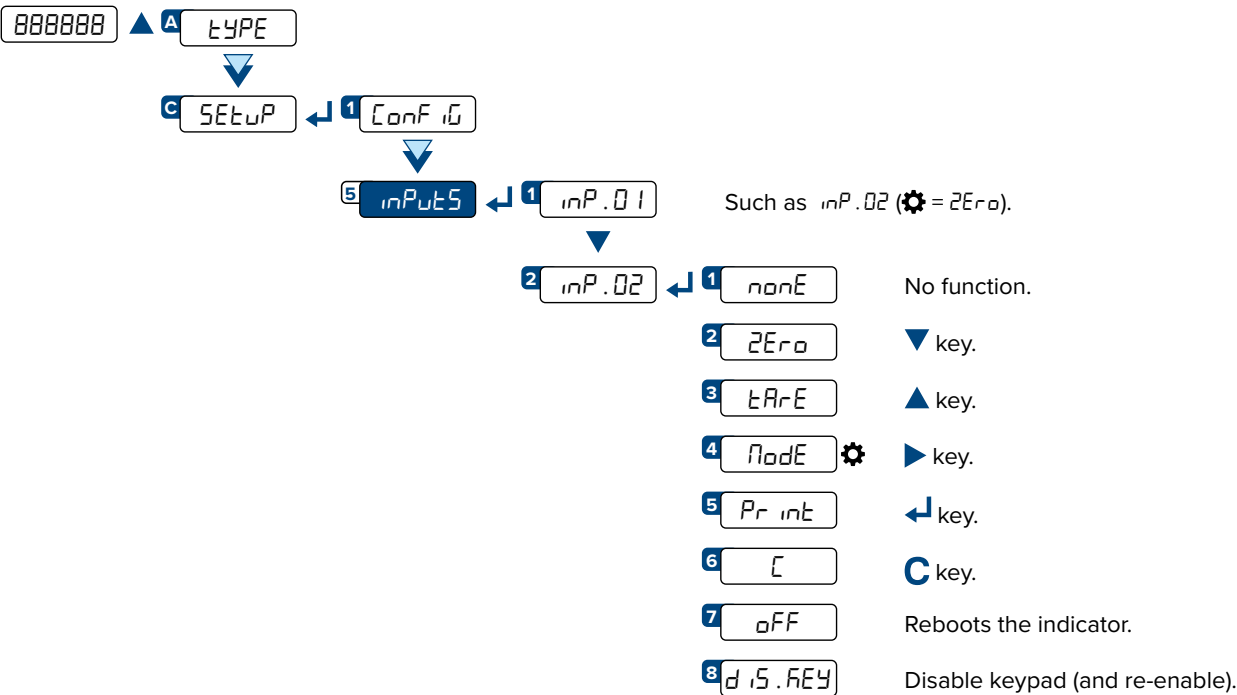 888888 A tYPE
C SEtuP 1 ConFiG
5 inPutS 1 inP.01 Such as inP.02 ( = ZEro).
2 inP.02 1 nonE No function.
2 ZEro key.
3 tArE key.
4 ModE key.
5 Print key.
6 C C key.
7 oFF Reboots the indicator.
8 diS.KEY Disable keypad (and re-enable).